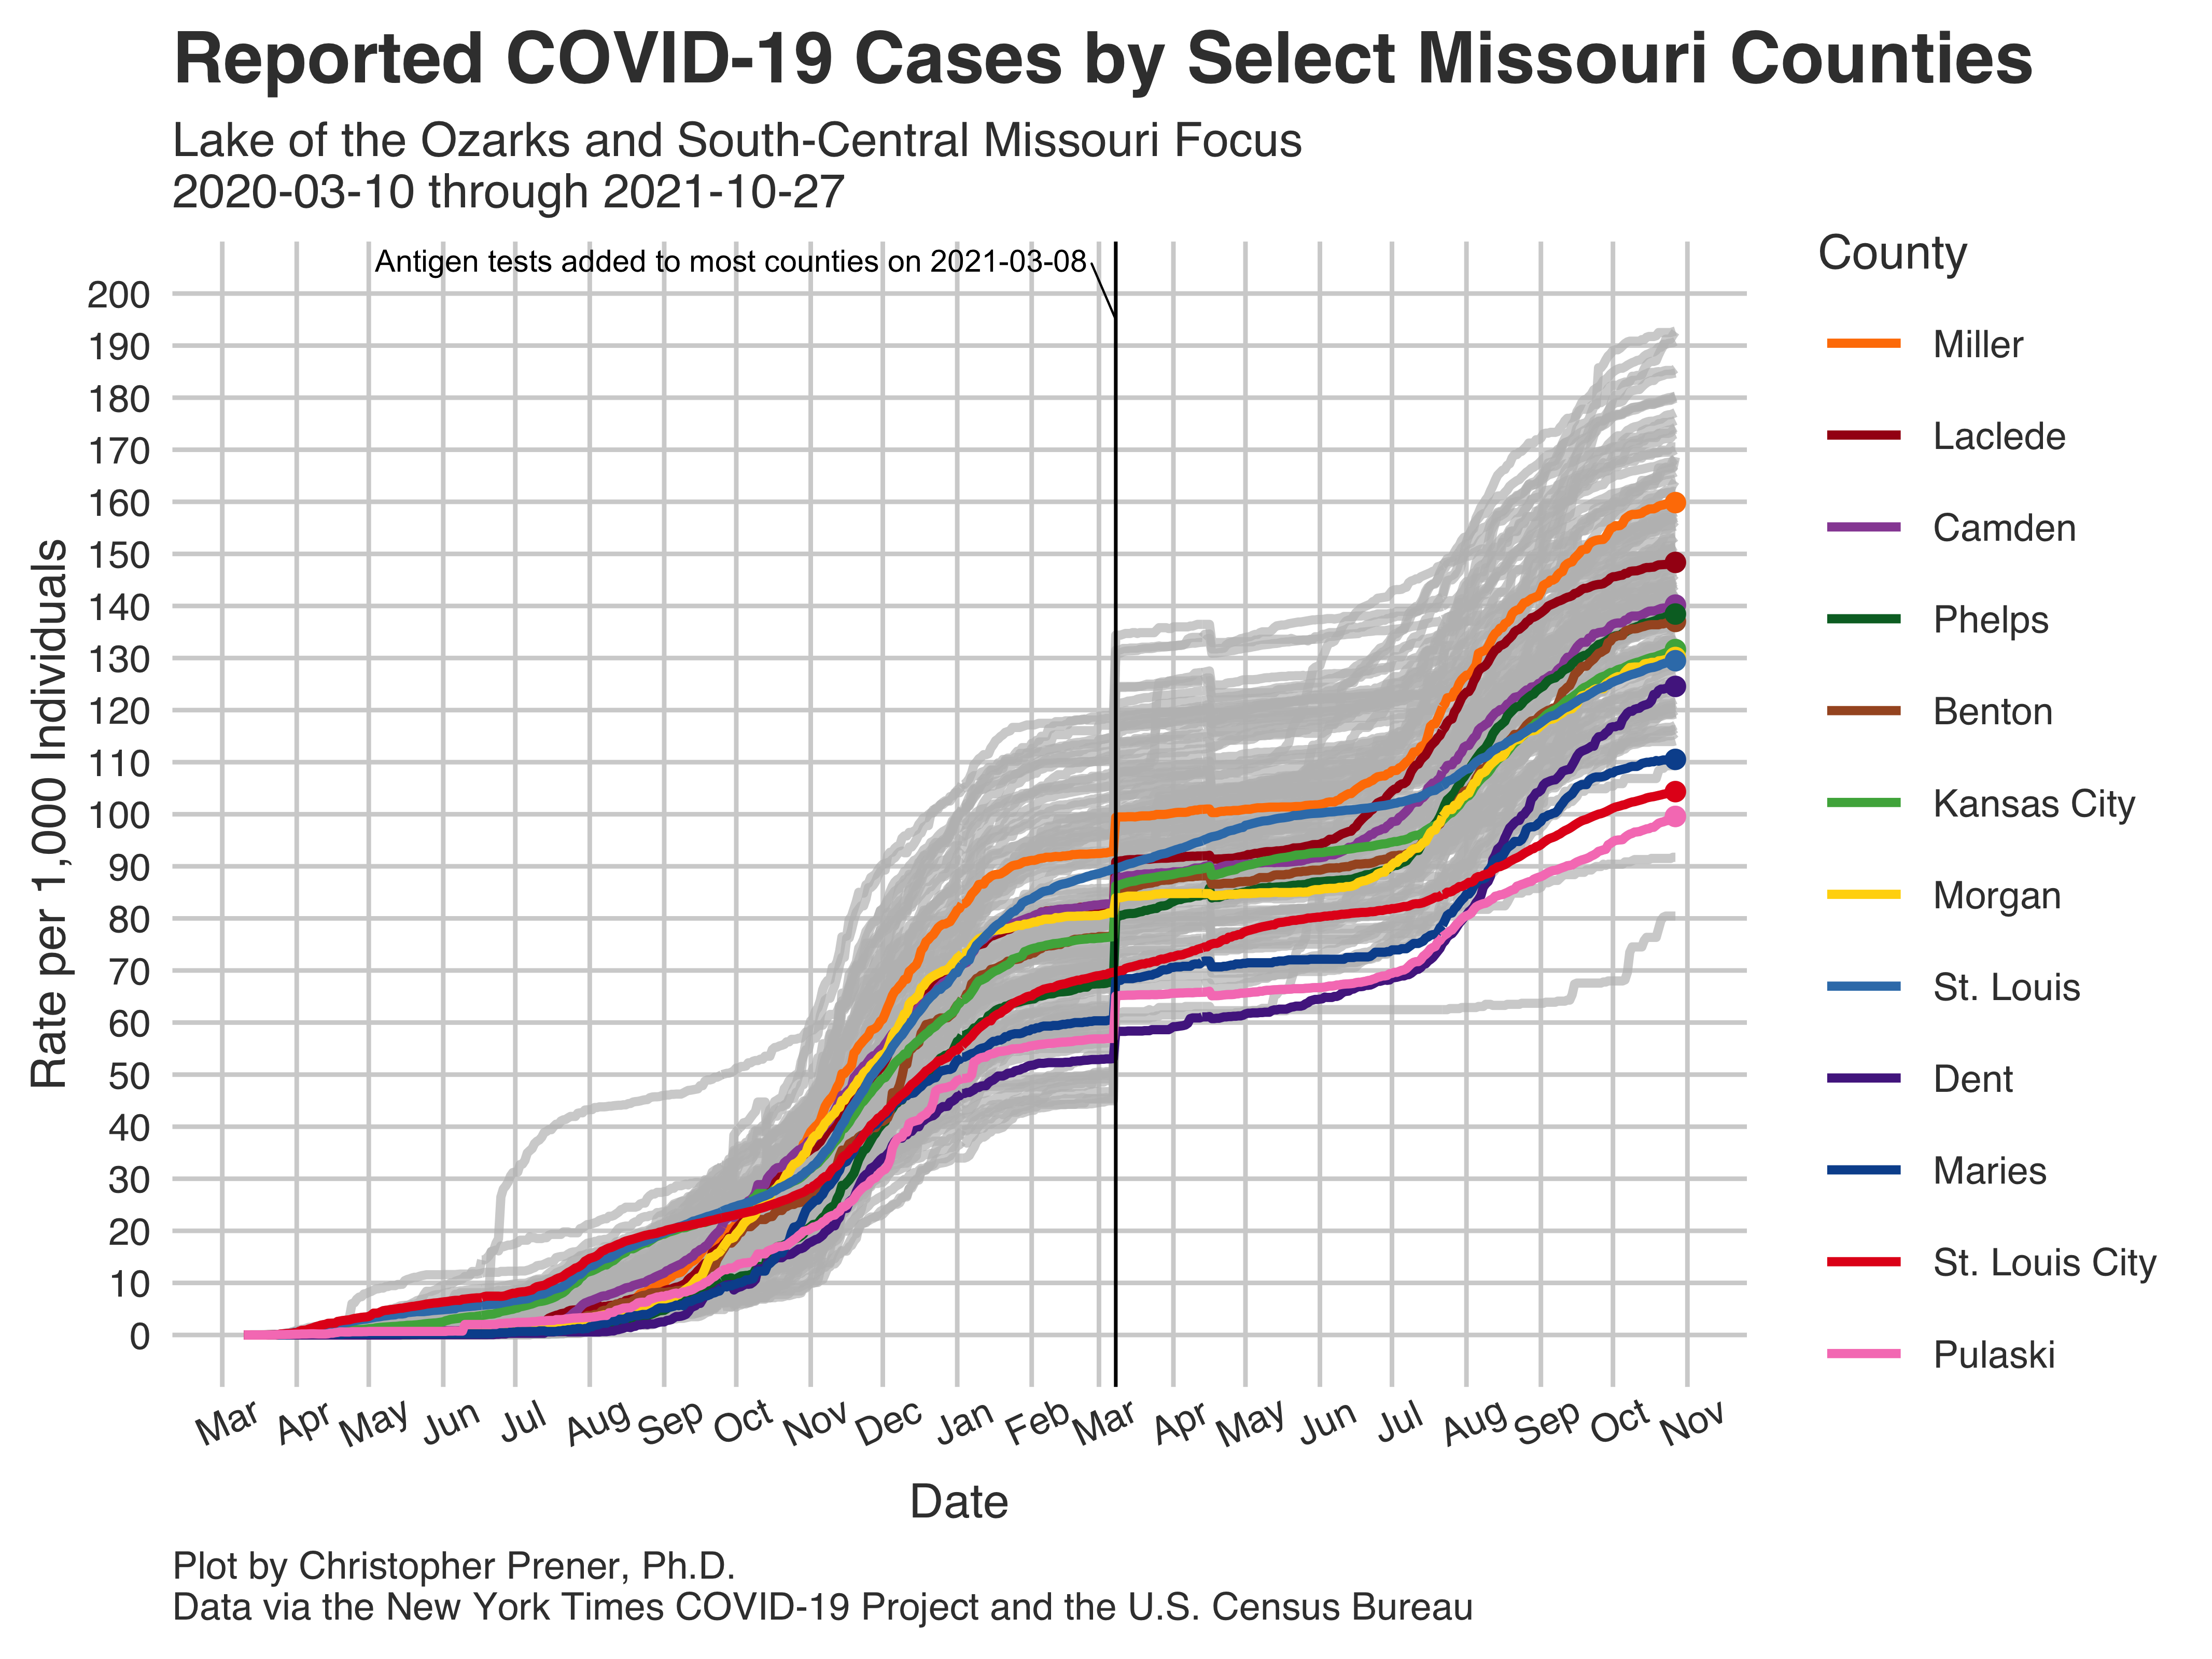 Reported COVID-19 Cases by Select Missouri Counties
Lake of the Ozarks and South-Central Missouri Focus
2020-03-10 through 2021-10-27
Antigen tests added to most counties on 2021-03-08
200
190
180
170
160
150
140
130
120
110
100
90
80
70
60
50
40
30
20
10
0
Rate per 1,000 Individuals
Mar Apr May Jun Jul Aug Sep Oct Nov Dec Jan Feb Mar Apr May Jun Jul Aug Sep Oct Nov
Date
County
Miller
Laclede
Camden
Phelps
Benton
Kansas City
Morgan
St. Louis
Dent
Maries
St. Louis City
Pulaski
Plot by Christopher Prener, Ph.D.
Data via the New York Times COVID-19 Project and the U.S. Census Bureau